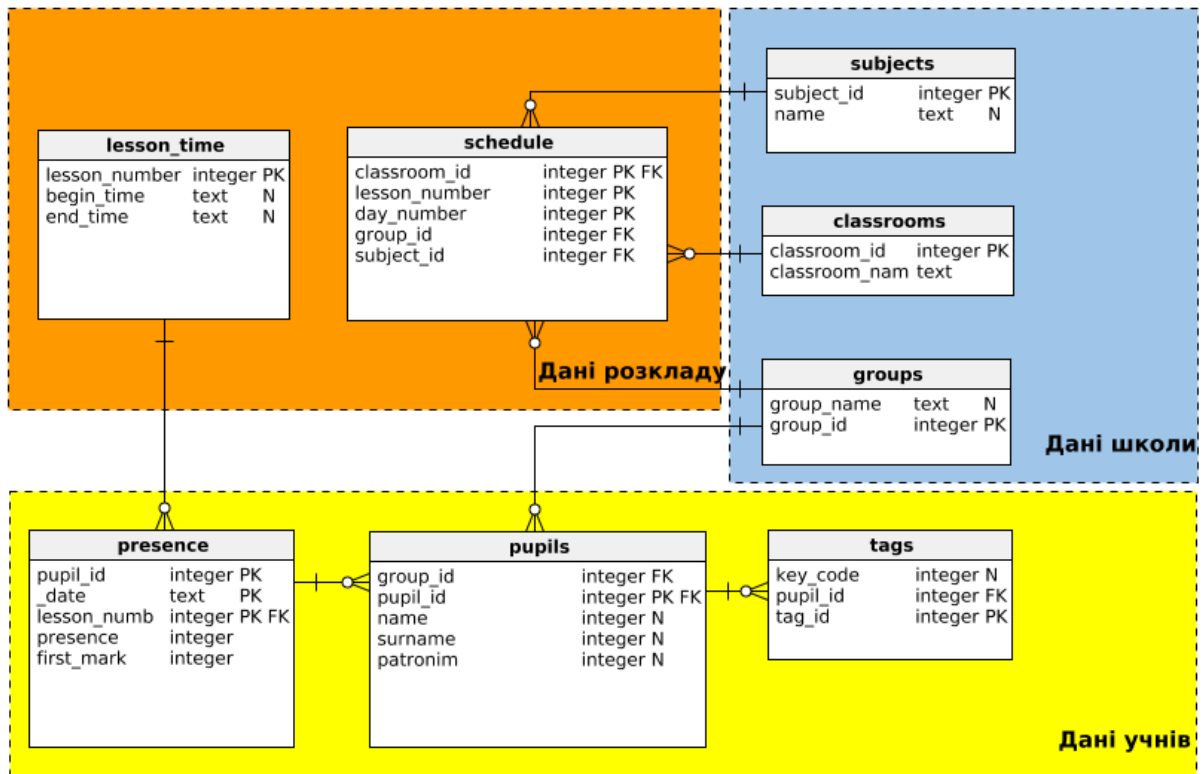 lesson_time
lesson_number integer PK
begin_time text N
end_time text N
schedule
classroom_id integer PK FK
lesson_number integer PK
day_number integer PK
group_id integer FK
subject_id integer FK
Дані розкладу
subjects
subject_id integer PK
name text N
classrooms
classroom_id integer PK
classroom_nam text
groups
group_name text N
group_id integer PK
Дані школи
presence
pupil_id integer PK
_date text PK
lesson_numb integer PK FK
presence integer
first_mark integer
pupils
group_id integer FK
pupil_id integer PK FK
name integer N
surname integer N
patronim integer N
tags
key_code integer N
pupil_id integer FK
tag_id integer PK
Дані учнів